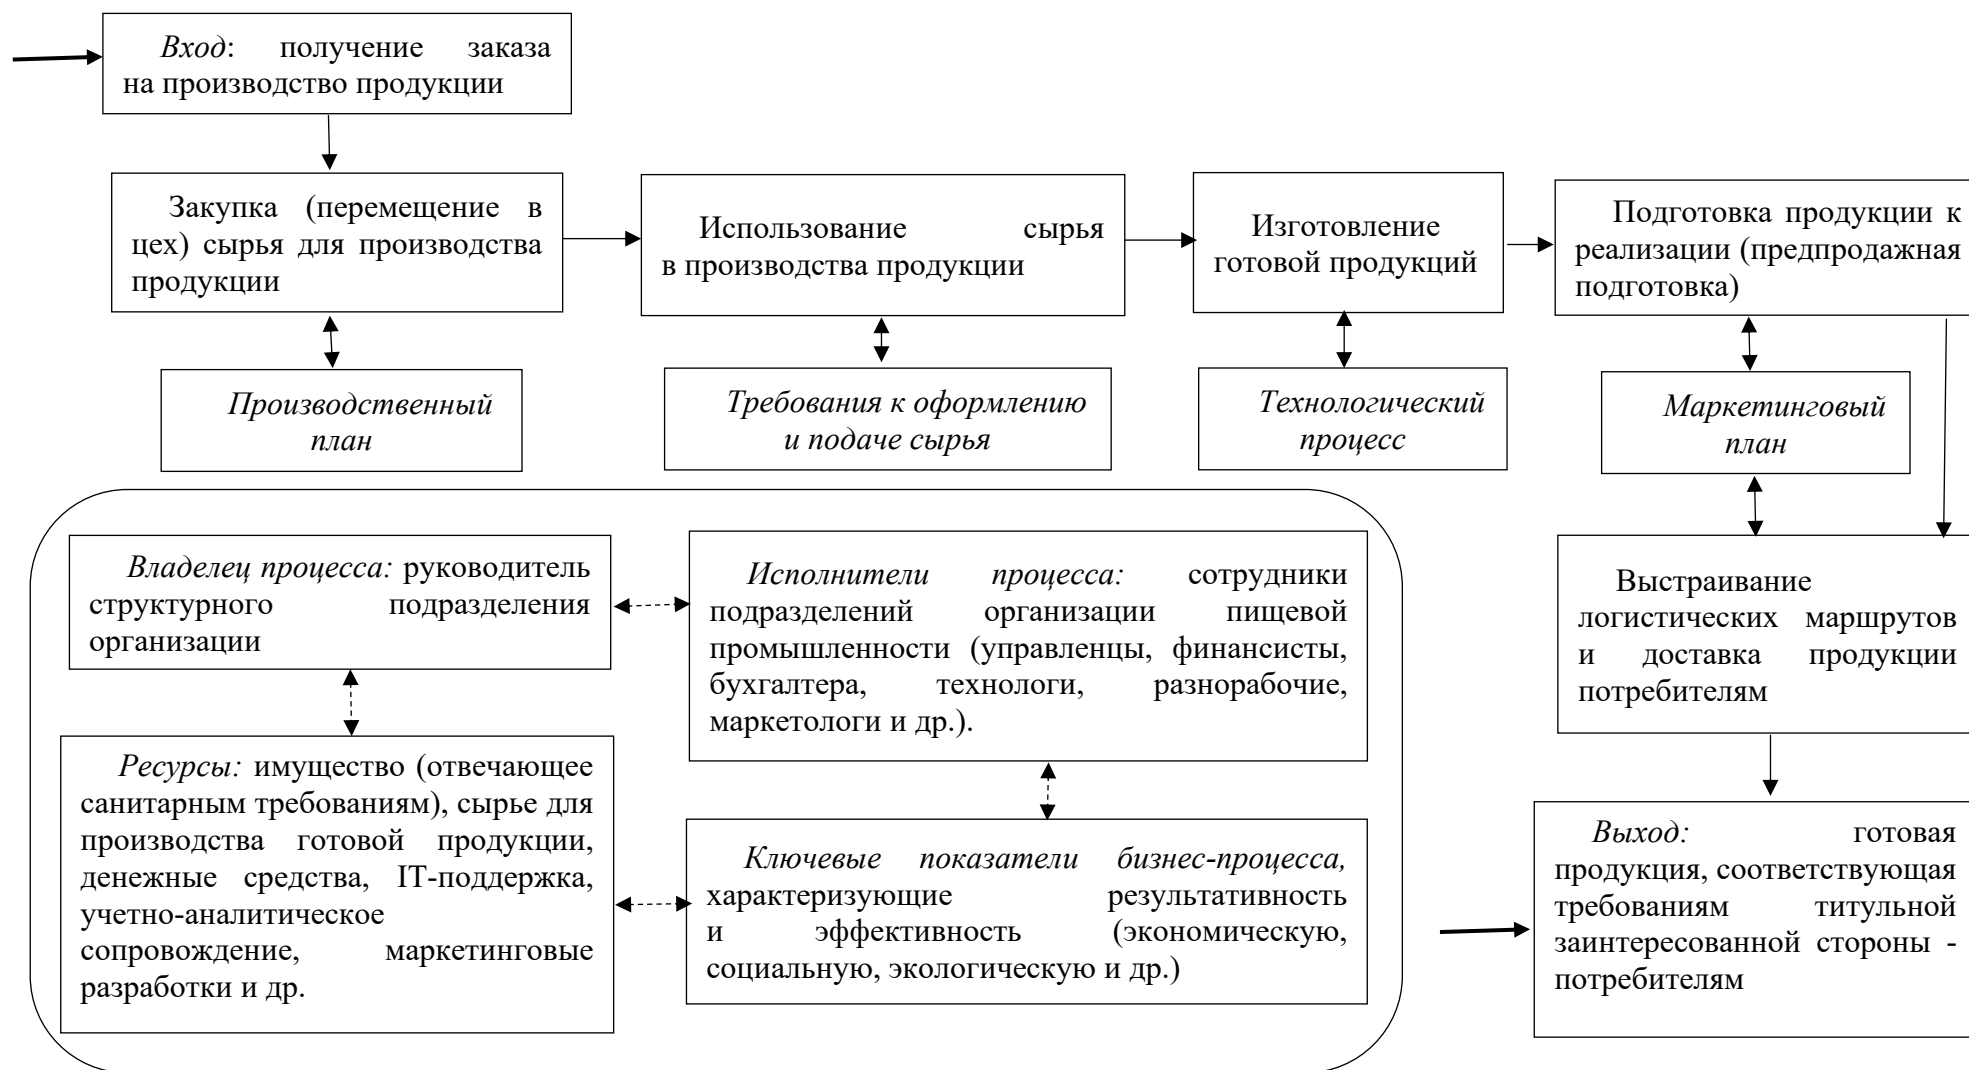 Вход: получение заказа
на производство продукции
Закупка (перемещение в
цех) сырья для производства
продукции
Использование сырья
в производства продукции
Изготовление
готовой продукций
Подготовка продукции к
реализации (предпродажная
подготовка)
Производственный
план
Требования к оформлению
и подаче сырья
Технологический
процесс
Маркетинговый
план
Владелец процесса: руководитель
структурного подразделения
организации
Исполнители процесса: сотрудники
подразделений организации пищевой
промышленности (управленцы, финансисты,
бухгалтера, технологи, разнорабочие,
маркетологи и др.).
Выстраивание
логистических маршрутов
и доставка продукции
потребителям
Ресурсы: имущество (отвечающее
санитарным требованиям), сырье для
производства готовой продукции,
денежные средства, IT-поддержка,
учетно-аналитическое
сопровождение, маркетинговые
разработки и др.
Ключевые показатели бизнес-процесса,
характеризующие результативность
и эффективность (экономическую,
социальную, экологическую и др.)
Выход: готовая
продукция, соответствующая
требованиям титульной
заинтересованной стороны -
потребителям